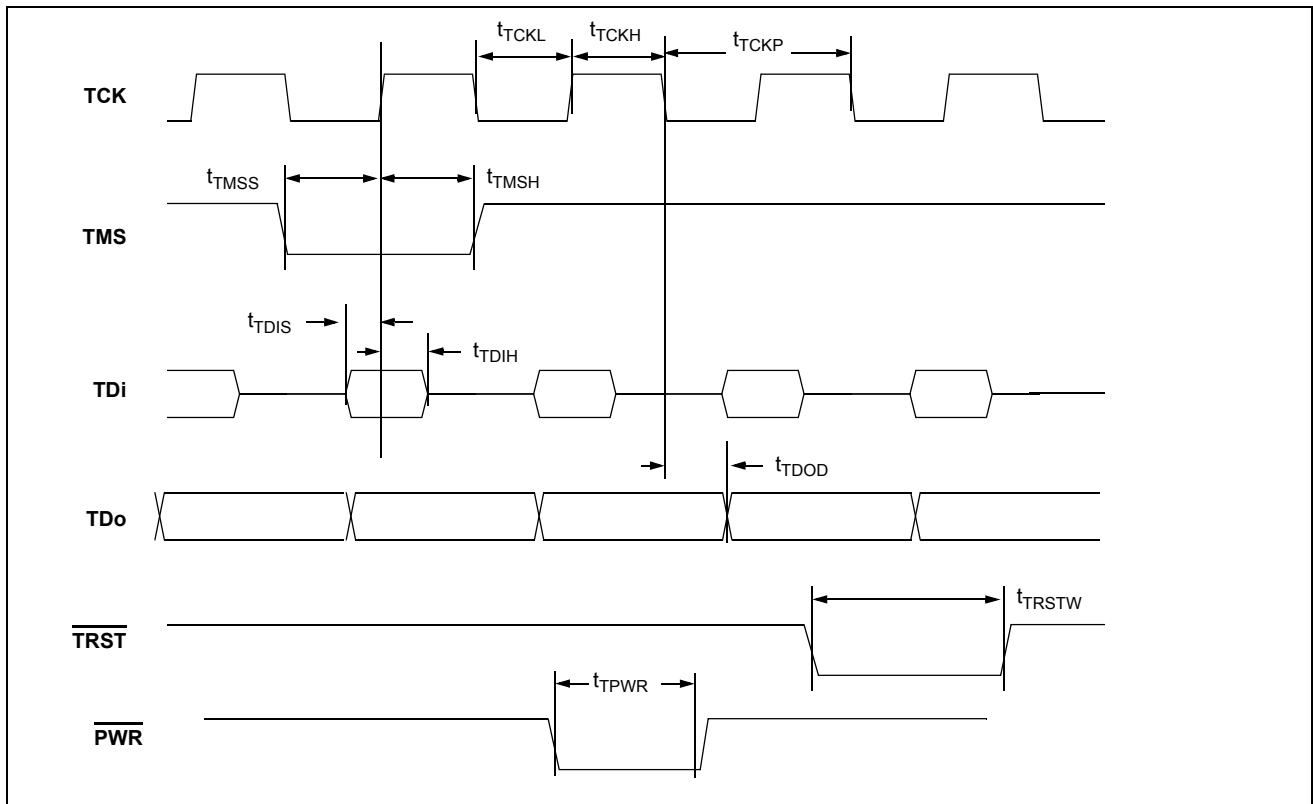 tTCKL tTCKH tTCKP
TCK
tTMSS tTMSH
TMS
tTDIS
tTDIH
TDi
tTDOD
TDo
tTRSTW
TRST
tTPWR
PWR